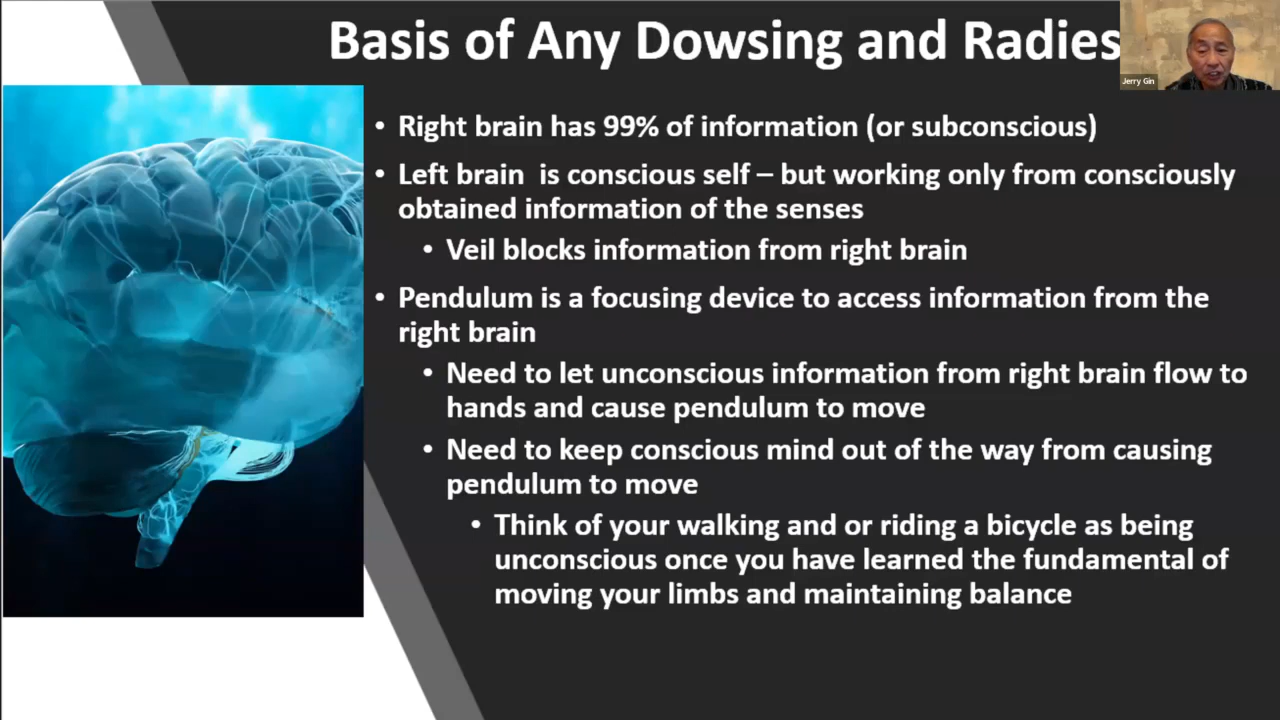 Basis of Any Dowsing and Radies
Jerry Gin
• Right brain has 99% of information (or subconscious)
• Left brain is conscious self – but working only from consciously
obtained information of the senses
• Veil blocks information from right brain
• Pendulum is a focusing device to access information from the
right brain
• Need to let unconscious information from right brain flow to
hands and cause pendulum to move
• Need to keep conscious mind out of the way from causing
pendulum to move
• Think of your walking and or riding a bicycle as being
unconscious once you have learned the fundamental of
moving your limbs and maintaining balance